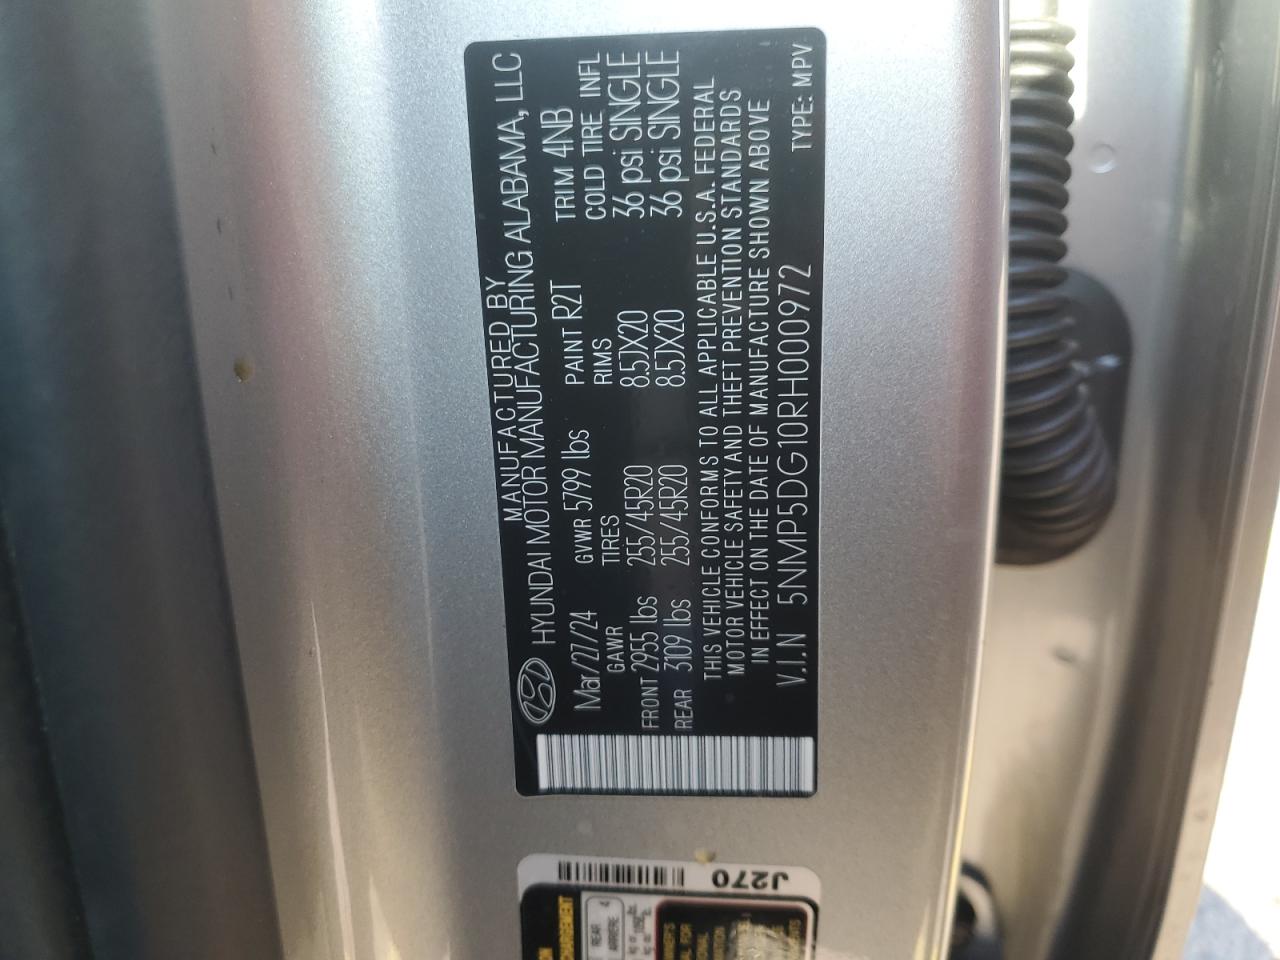 MANUFACTURED BY
HYUNDAI MOTOR MANUFACTURING ALABAMA, LLC
Mar/27/24 GVWR 5799 lbs PAINT R2T TRIM 4NB
GAWR TIRES RIMS COLD TIRE INFL
FRONT 2955 lbs 255/45R20 8.5JX20 36 psi SINGLE
REAR 3109 lbs 255/45R20 8.5JX20 36 psi SINGLE
THIS VEHICLE CONFORMS TO ALL APPLICABLE U.S.A. FEDERAL
MOTOR VEHICLE SAFETY AND THEFT PREVENTION STANDARDS
IN EFFECT ON THE DATE OF MANUFACTURE SHOWN ABOVE
V.I.N 5NMP5DG10RH000972 TYPE: MPV
J270
REAR
ARRIERE